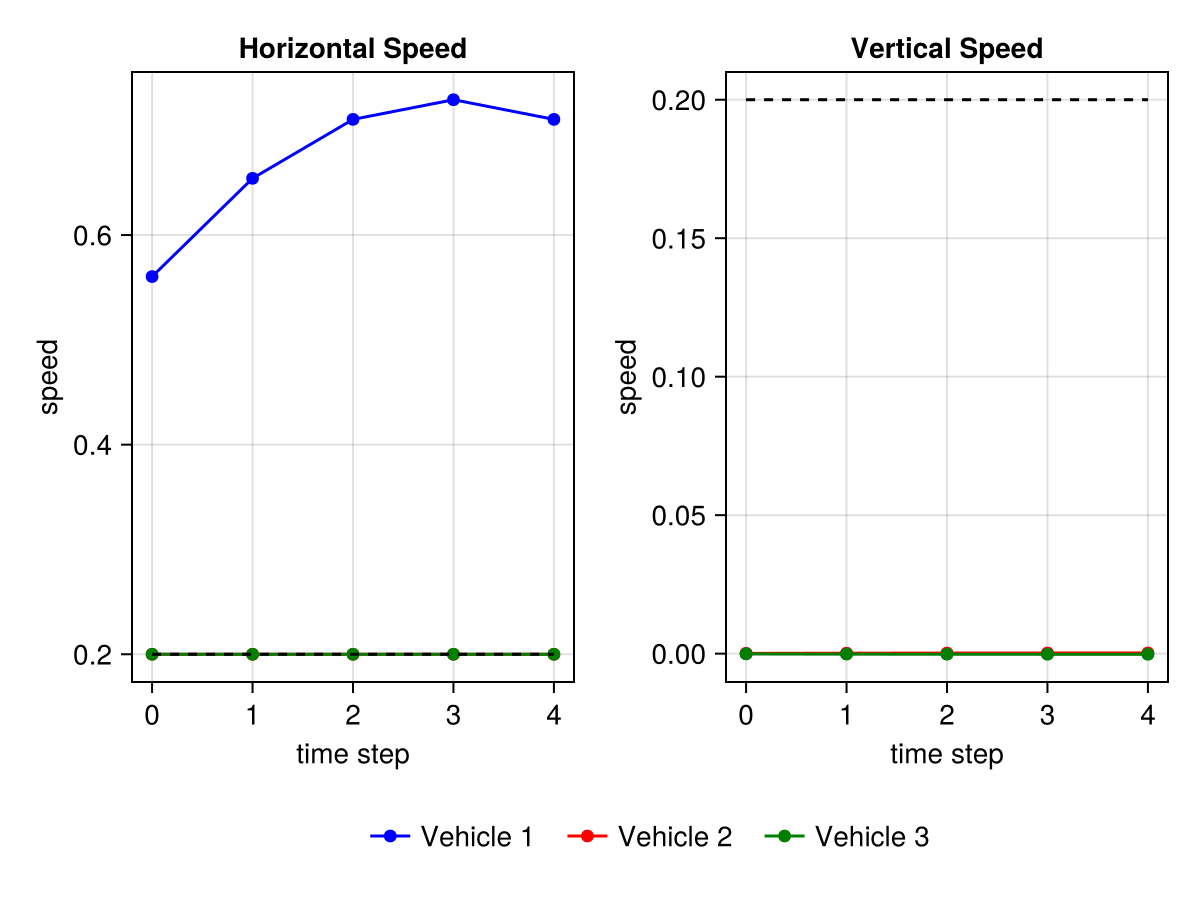 Horizontal Speed
speed
0.6
0.4
0.2
0 1 2 3 4
time step
Vertical Speed
speed
0.20
0.15
0.10
0.05
0.00
0 1 2 3 4
time step
Vehicle 1 Vehicle 2 Vehicle 3